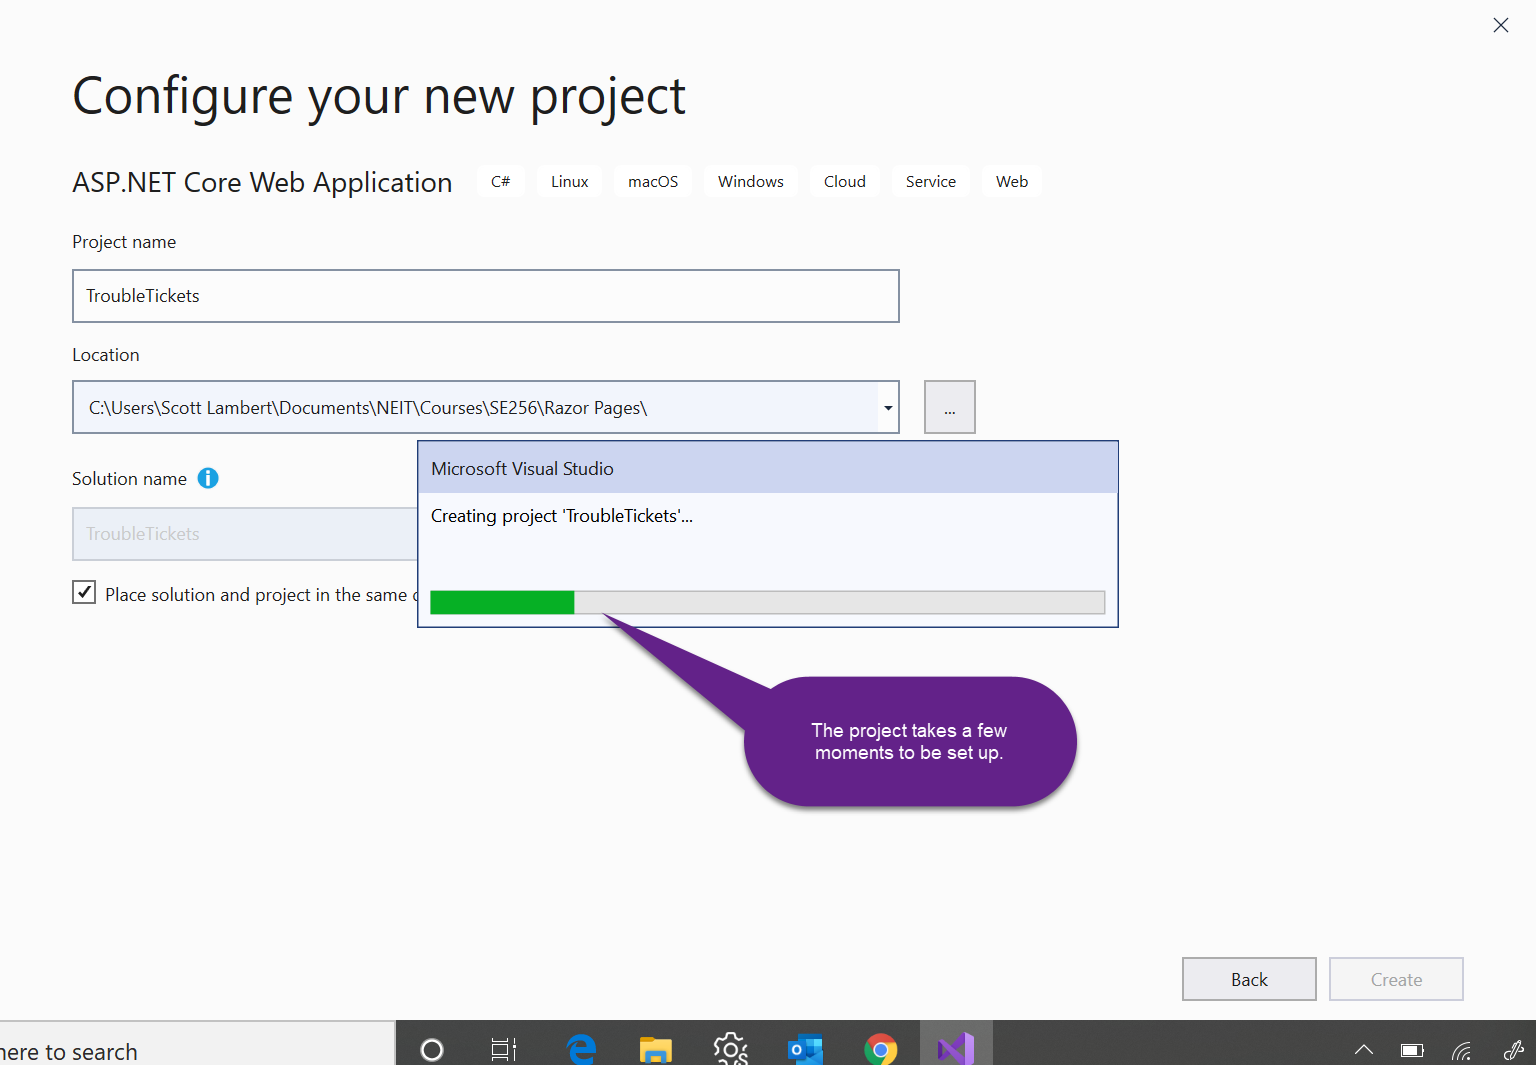 Configure your new project
ASP.NET Core Web Application C# Linux macOS Windows Cloud Service Web
Project name
TroubleTickets
Location
C:\Users\Scott Lambert\Documents\NEIT\Courses\SE256\Razor Pages\
...
Solution name
TroubleTickets
Place solution and project in the same
Microsoft Visual Studio
Creating project 'TroubleTickets'...
The project takes a few
moments to be set up.
Back
Create
here to search